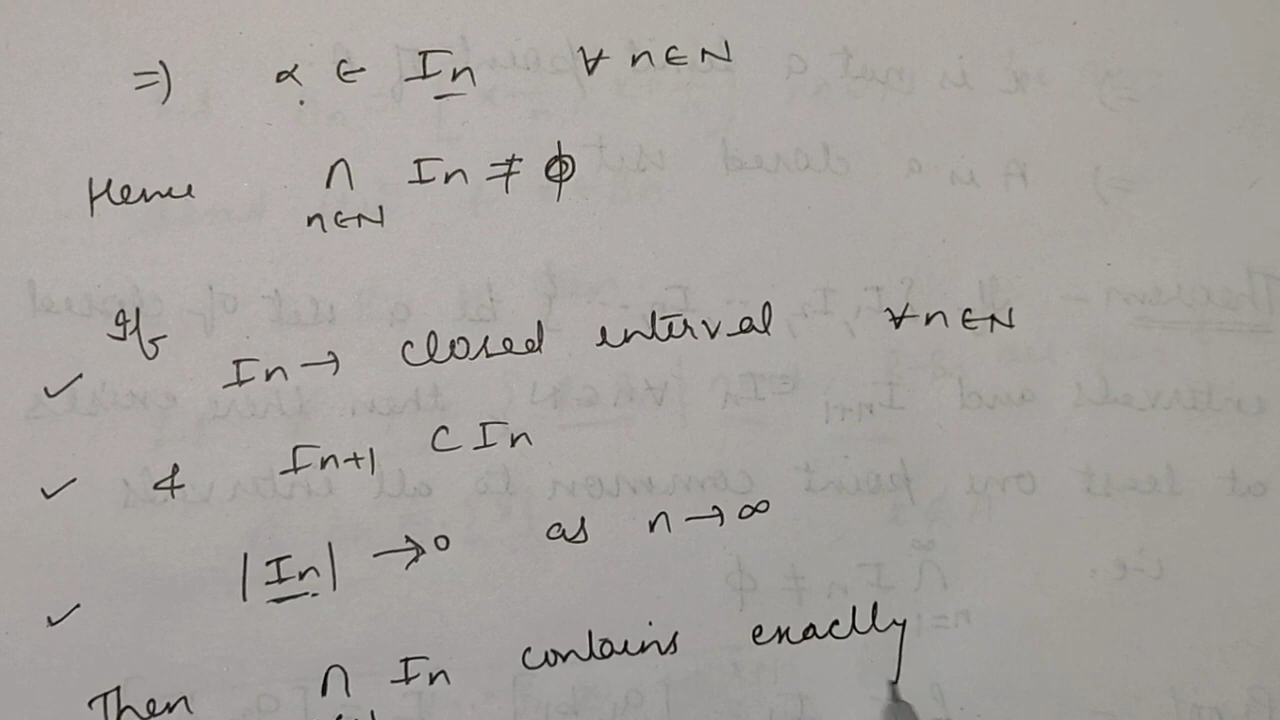 ⇒) α ∈ In ∀ n∈N
Hence ∩ In ≠ ϕ
n∈N
If
In → closed interval ∀n∈N
& In+1 ⊂ In
|In| →0 as n→∞
Then ∩ In contains exactly